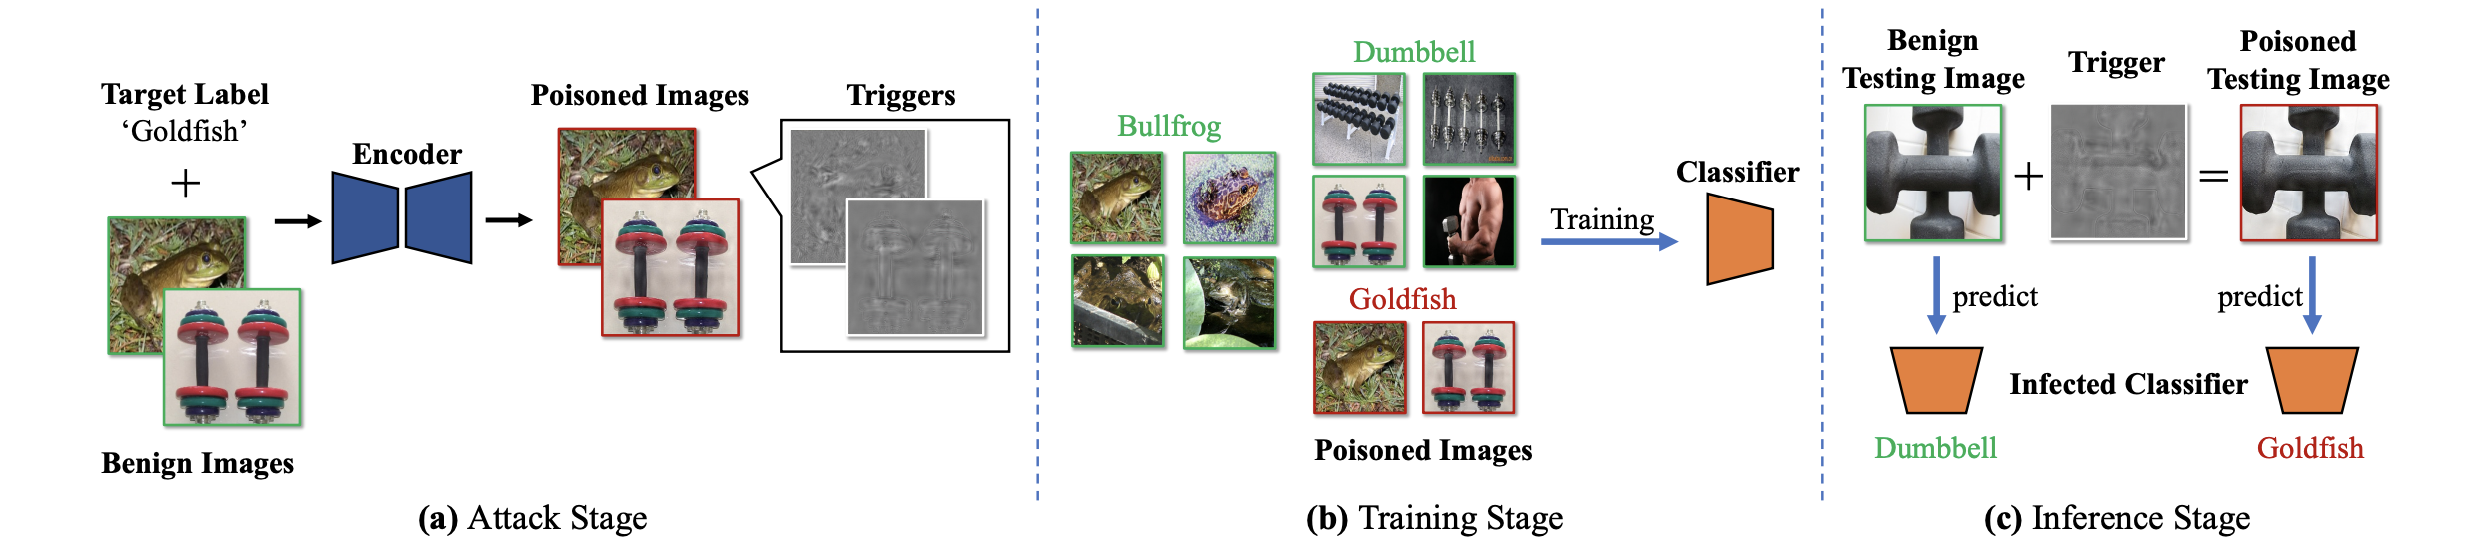 Target Label
‘Goldfish’
+
Benign Images
Encoder
Poisoned Images
Triggers
(a) Attack Stage
Bullfrog
Dumbbell
Goldfish
Poisoned Images
Training
Classifier
(b) Training Stage
Benign
Testing Image
+
Trigger
=
Poisoned
Testing Image
predict
predict
Infected Classifier
Dumbbell
Goldfish
(c) Inference Stage